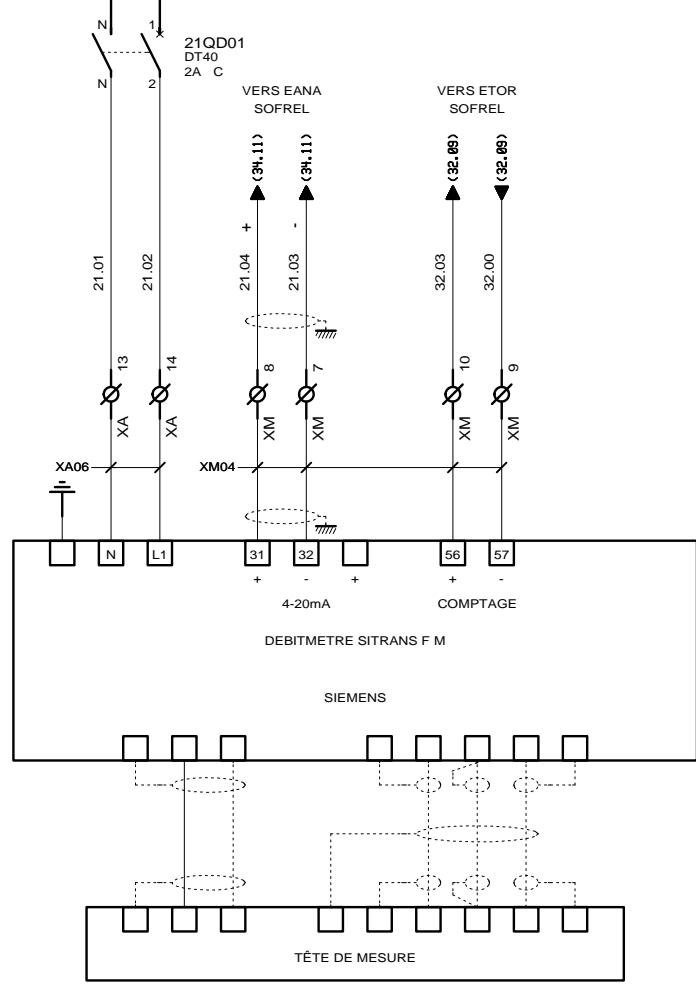 N 1
21QD01
DT40
2A C
N 2
VERS EANA
SOFREL
VERS ETOR
SOFREL
(34.11) (34.11) (32.09) (32.09)
+ -
21.01 21.02 21.04 21.03 32.03 32.00
13 14 8 7 10 9
XA XA XM XM XM XM
XA06 XM04
N L1 31 32 56 57
+ - + + -
4-20mA COMPTAGE
DEBITMETRE SITRANS F M
SIEMENS
TÊTE DE MESURE